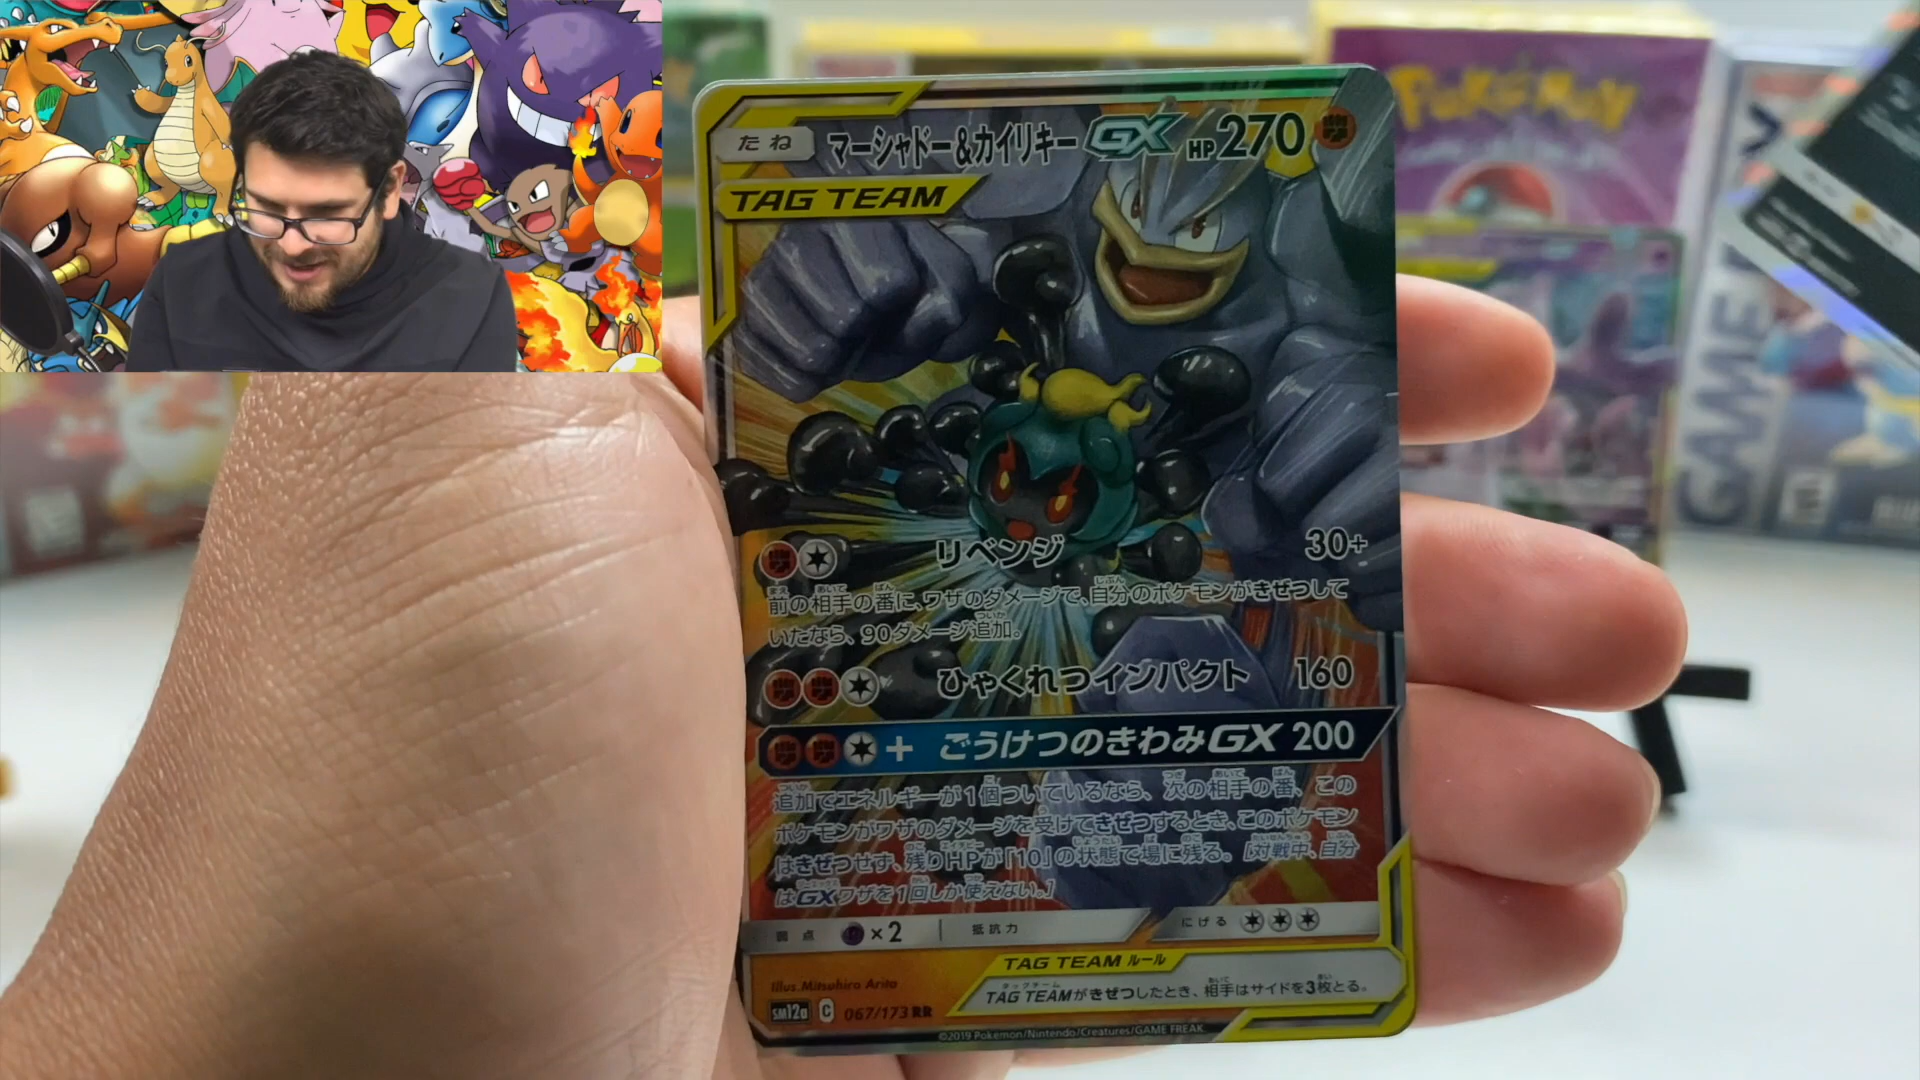 たね マーシャドー&カイリキーGX HP270
TAG TEAM
リベンジ 30+
前の相手の番に、ワザのダメージで、自分のポケモンがきぜつして
いたなら、90ダメージ追加。
ひゃくれつインパクト 160
+ ごうけつのきわみGX 200
追加でエネルギーが1個ついているなら、次の相手の番、この
ポケモンがワザのダメージを受けてきぜつするとき、このポケモン
はきぜつせず、残りHPが「10」の状態で場に残る。[対戦中、自分
はGXワザを1回しか使えない。]
弱点 ×2 抵抗力 にげる
TAG TEAM ルール
TAG TEAMがきぜつしたとき、相手はサイドを3枚とる。
Illus. Mitsuhiro Arita
SM12a C 067/173 RR
©2019 Pokémon/Nintendo/Creatures/GAME FREAK.
POKéMON
GAME